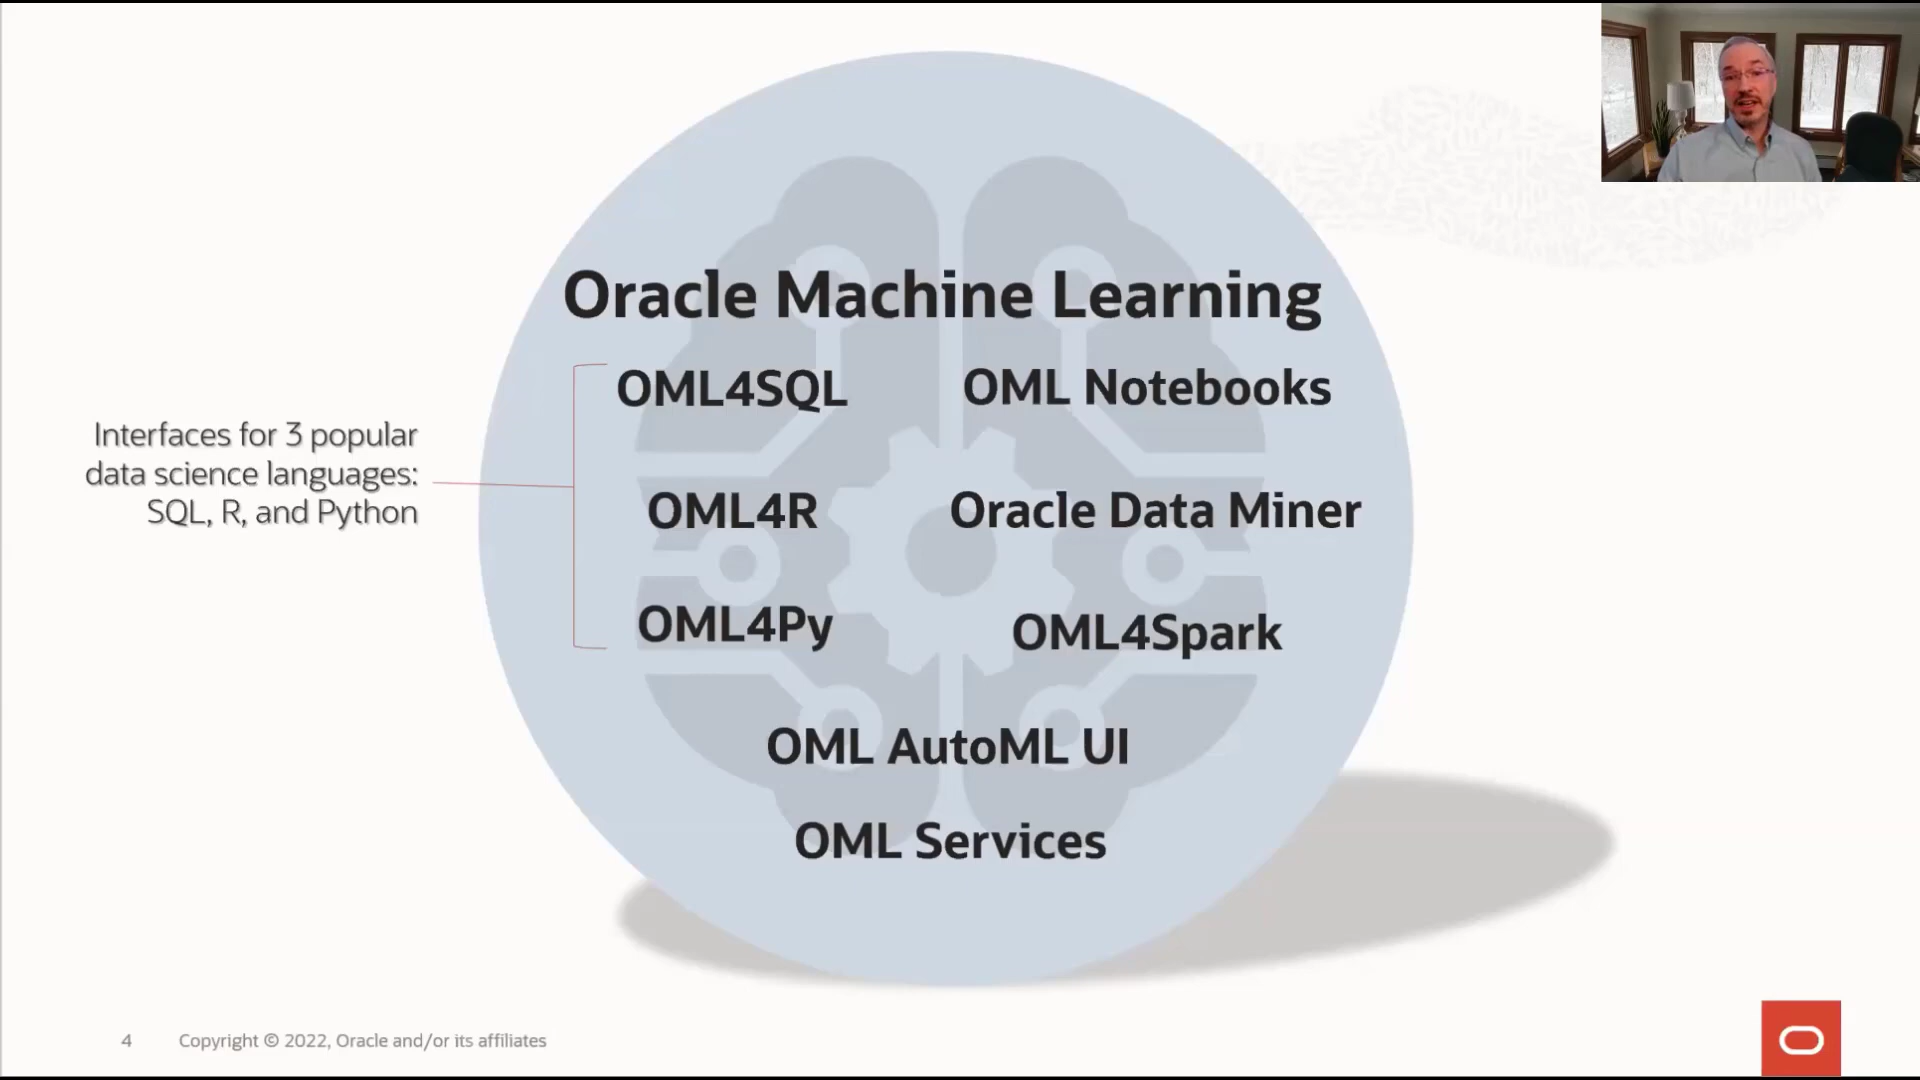 Oracle Machine Learning
OML4SQL
OML Notebooks
Interfaces for 3 popular
data science languages:
SQL, R, and Python
OML4R
Oracle Data Miner
OML4Py
OML4Spark
OML AutoML UI
OML Services
4
Copyright © 2022, Oracle and/or its affiliates